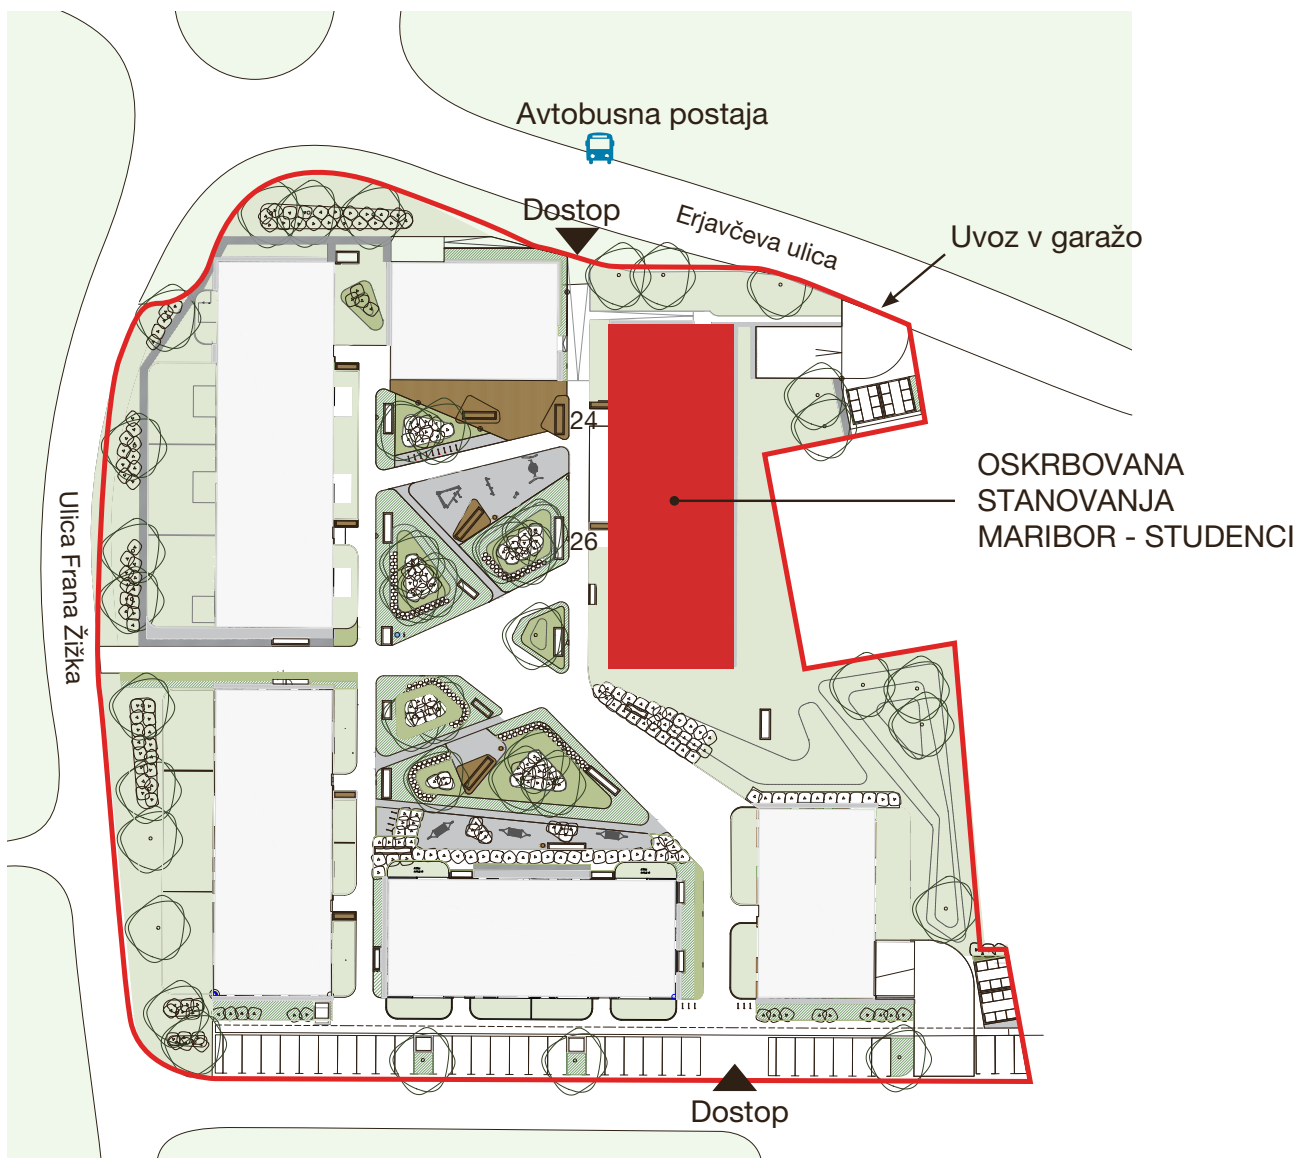 Avtobusna postaja
Dostop
Erjavčeva ulica
Uvoz v garažo
24
OSKRBOVANA
STANOVANJA
MARIBOR - STUDENCI
26
Ulica Frana Žižka
Dostop